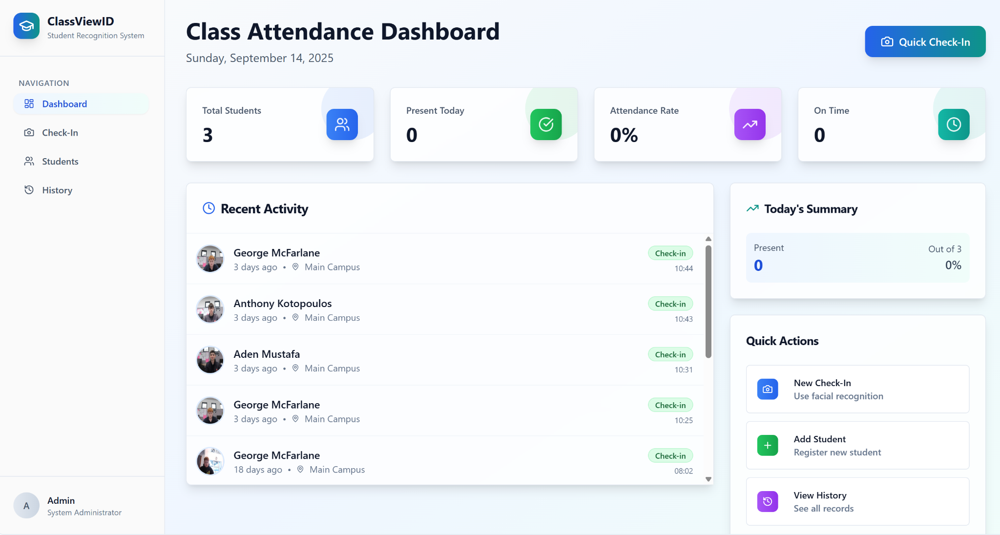 ClassViewID
Student Recognition System
NAVIGATION
Dashboard
Check-In
Students
History
A
Admin
System Administrator
Class Attendance Dashboard
Sunday, September 14, 2025
Quick Check-In
Total Students
3
Present Today
0
Attendance Rate
0%
On Time
0
Recent Activity
George McFarlane
3 days ago • Main Campus
Check-in
10:44
Anthony Kotopoulos
3 days ago • Main Campus
Check-in
10:43
Aden Mustafa
3 days ago • Main Campus
Check-in
10:31
George McFarlane
3 days ago • Main Campus
Check-in
10:25
George McFarlane
18 days ago • Main Campus
Check-in
08:02
Today's Summary
Present
0
Out of 3
0%
Quick Actions
New Check-In
Use facial recognition
Add Student
Register new student
View History
See all records